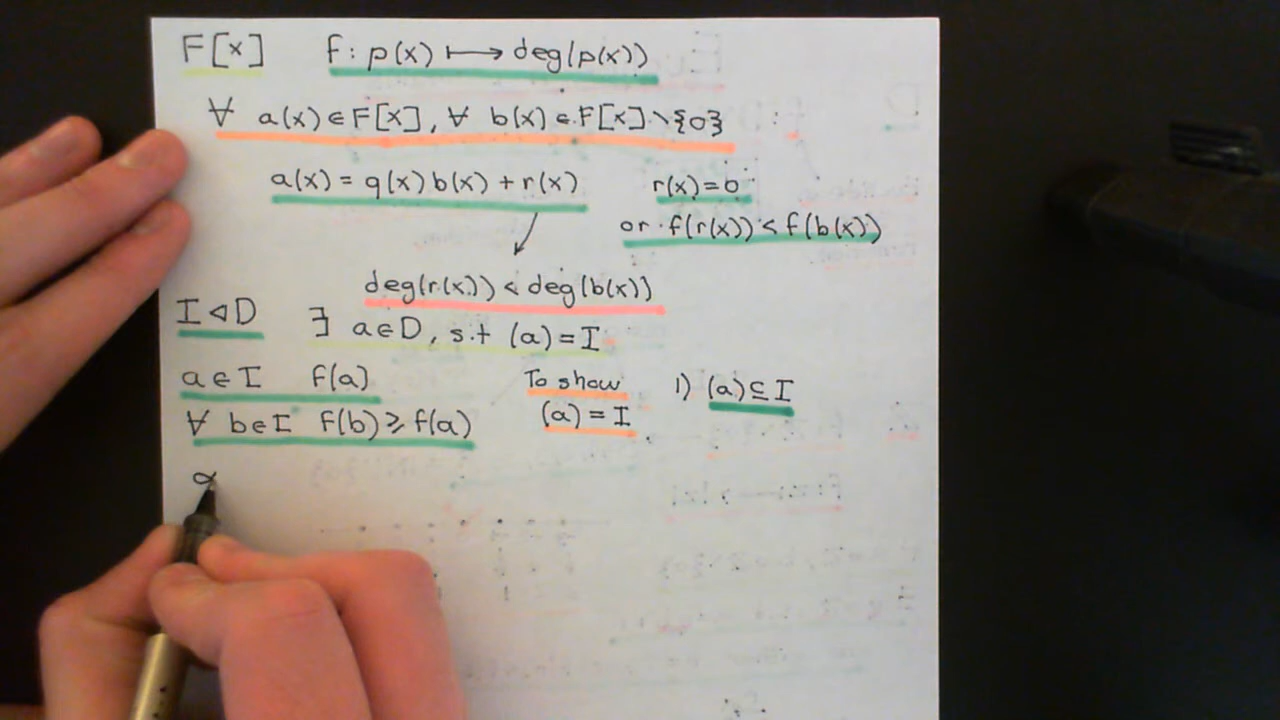 F[x] f: p(x) ⟼ deg(p(x))
∀ a(x) ∈ F[x], ∀ b(x) ∈ F[x] \ {0}
a(x) = q(x) b(x) + r(x) r(x) = 0
or f(r(x)) < f(b(x))
deg(r(x)) < deg(b(x))
I ⊲ D ∃ a ∈ D, s.t (a) = I
a ∈ I f(a) To show 1) (a) ⊆ I
∀ b ∈ I f(b) ⩾ f(a) (a) = I